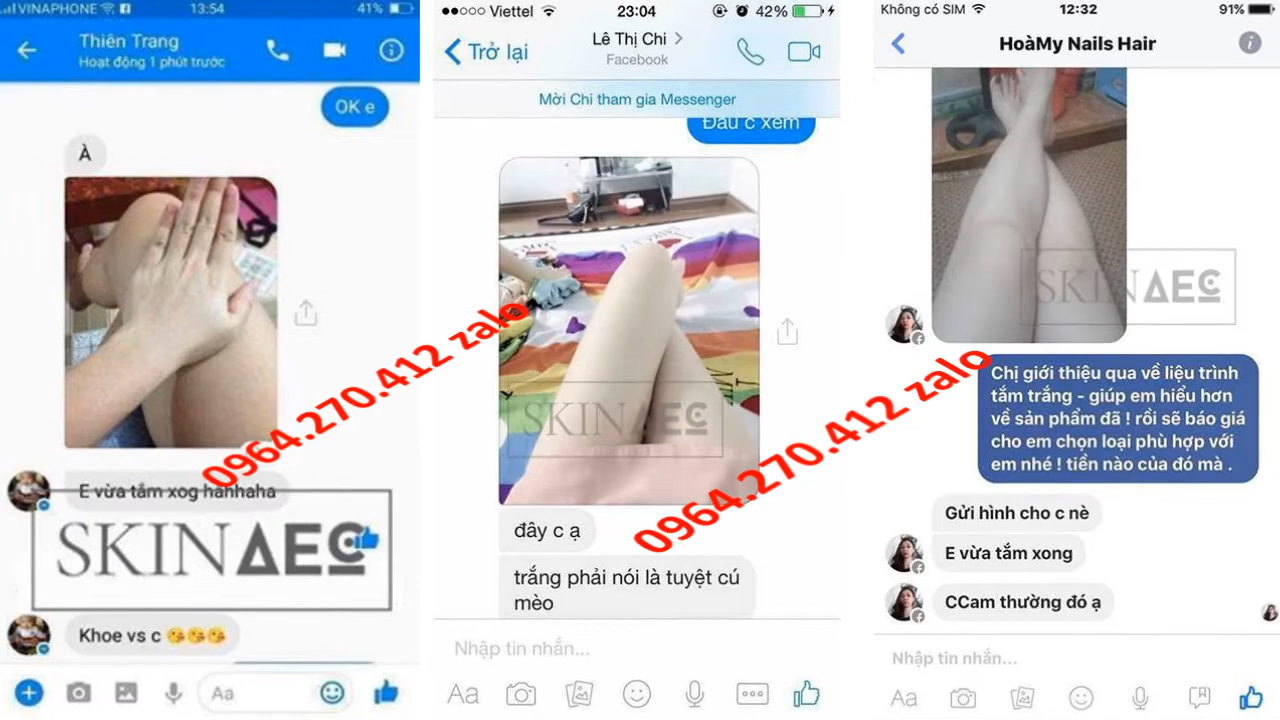 VINAPHONE
13:54
41%
Thiên Trang
Hoạt động 1 phút trước
OK e
À
E vừa tắm xog hahhaha
SKINAEC
Khoe vs c
Aa
Viettel
23:04
42%
Trở lại
Lê Thị Chi
Facebook
Mời Chi tham gia Messenger
Đâu c xem
SKINAEC
đây c ạ
trắng phải nói là tuyệt cú
mèo
Nhập tin nhắn...
Aa
Không có SIM
12:32
91%
HoàMy Nails Hair
SKINAEC
Chị giới thiệu qua về liệu trình
tắm trắng - giúp em hiểu hơn
về sản phẩm đã ! rồi sẽ báo giá
cho em chọn loại phù hợp với
em nhé ! tiền nào của đó mà .
Gửi hình cho c nè
E vừa tắm xong
CCam thường đó ạ
Nhập tin nhắn...
Aa
0964.270.412 zalo
0964.270.412 zalo